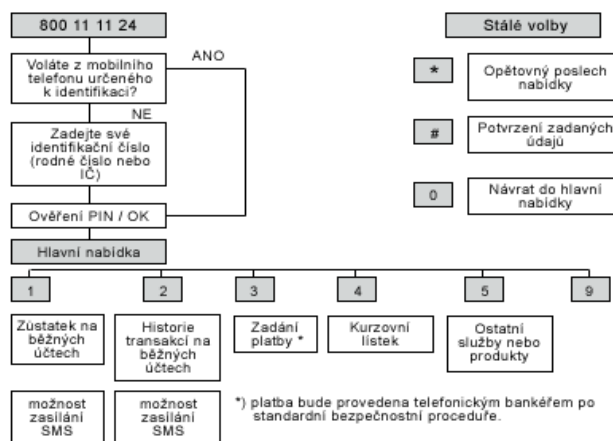 800 11 11 24
Stálé volby
Voláte z mobilního
telefonu určeného
k identifikaci?
ANO
NE
*
Opětovný poslech
nabídky
Zadejte své
identifikační číslo
(rodné číslo nebo
IČ)
#
Potvrzení zadaných
údajů
Ověření PIN / OK
0
Návrat do hlavní
nabídky
Hlavní nabídka
1
2
3
4
5
9
Zůstatek na
běžných
účtech
Historie
transakcí na
běžných
účtech
Zadání
platby *
Kurzovní
lístek
Ostatní
služby nebo
produkty
možnost
zasílání
SMS
možnost
zasílání
SMS
*) platba bude provedena telefonickým bankéřem po
standardní bezpečnostní proceduře.